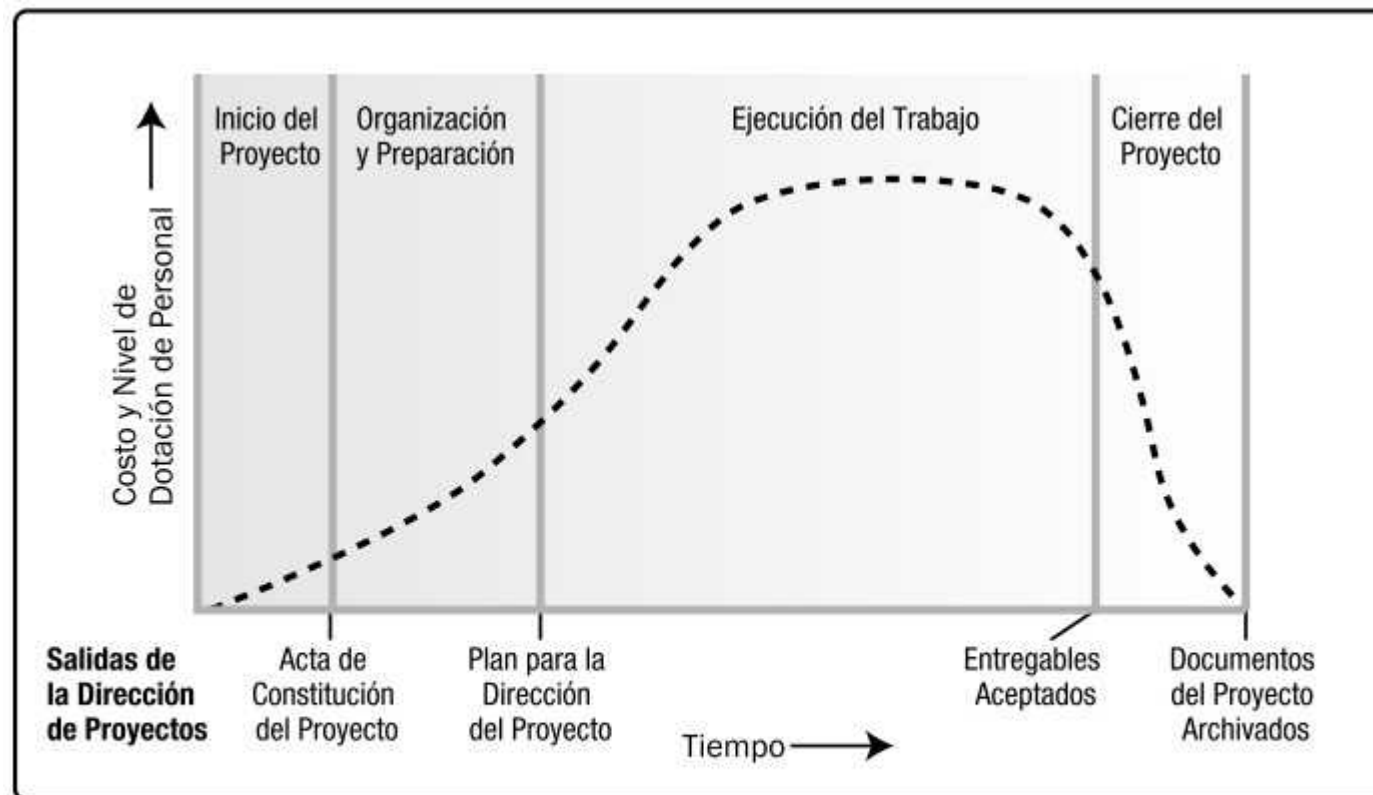 Inicio del
Proyecto
Organización
y Preparación
Ejecución del Trabajo
Cierre del
Proyecto
Costo y Nivel de
Dotación de Personal
Salidas de
la Dirección
de Proyectos
Acta de
Constitución
del Proyecto
Plan para la
Dirección
del Proyecto
Tiempo
Entregables
Aceptados
Documentos
del Proyecto
Archivados